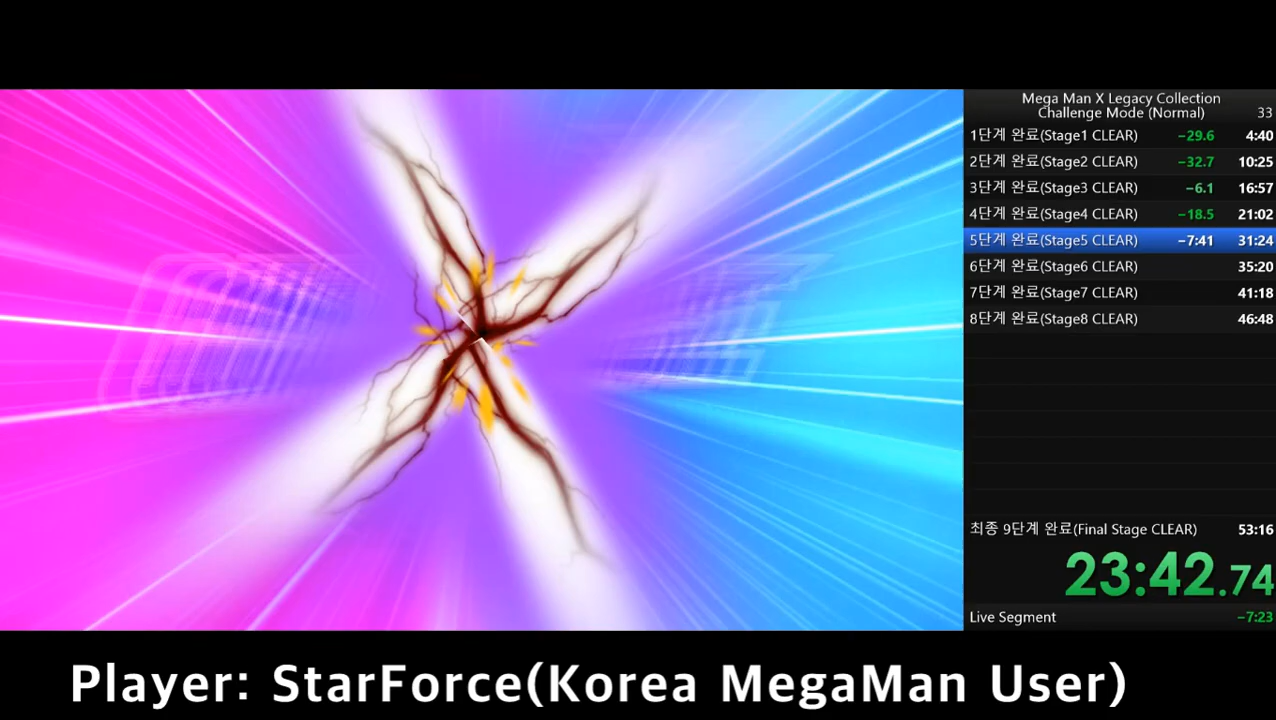 Mega Man X Legacy Collection
Challenge Mode (Normal) 33
1단계 완료(Stage1 CLEAR) −29.6 4:40
2단계 완료(Stage2 CLEAR) −32.7 10:25
3단계 완료(Stage3 CLEAR) −6.1 16:57
4단계 완료(Stage4 CLEAR) −18.5 21:02
5단계 완료(Stage5 CLEAR) −7:41 31:24
6단계 완료(Stage6 CLEAR) 35:20
7단계 완료(Stage7 CLEAR) 41:18
8단계 완료(Stage8 CLEAR) 46:48
최종 9단계 완료(Final Stage CLEAR) 53:16
23:42.74
Live Segment −7:23
Player: StarForce(Korea MegaMan User)